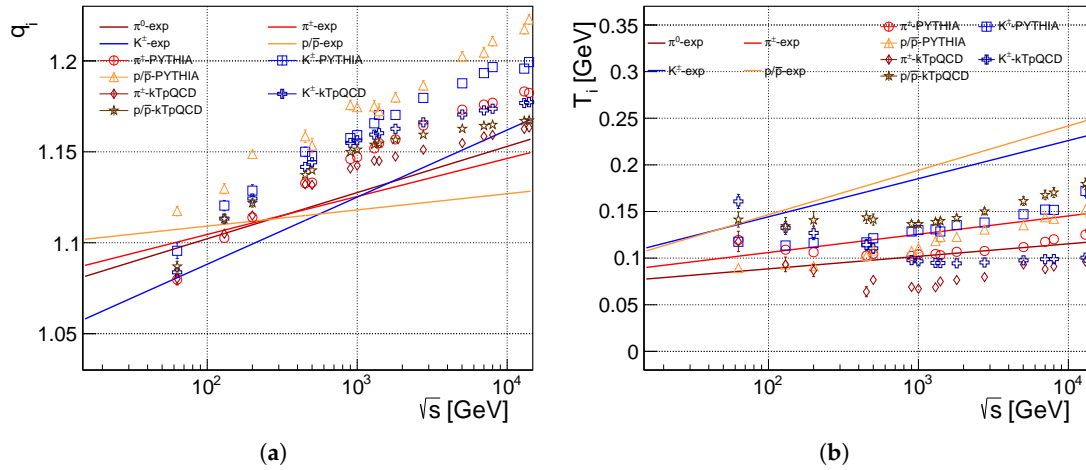 q_i
π⁰-exp
π±-exp
K±-exp
p/p̅-exp
π±-PYTHIA
K±-PYTHIA
p/p̅-PYTHIA
π±-kTpQCD
K±-kTpQCD
p/p̅-kTpQCD
1.2
1.15
1.1
1.05
10²
10³
10⁴
√s [GeV]
(a)
T_i [GeV]
π⁰-exp
π±-exp
K±-exp
p/p̅-exp
π±-PYTHIA
K±-PYTHIA
p/p̅-PYTHIA
π±-kTpQCD
K±-kTpQCD
p/p̅-kTpQCD
0.35
0.3
0.25
0.2
0.15
0.1
0.05
0
10²
10³
10⁴
√s [GeV]
(b)